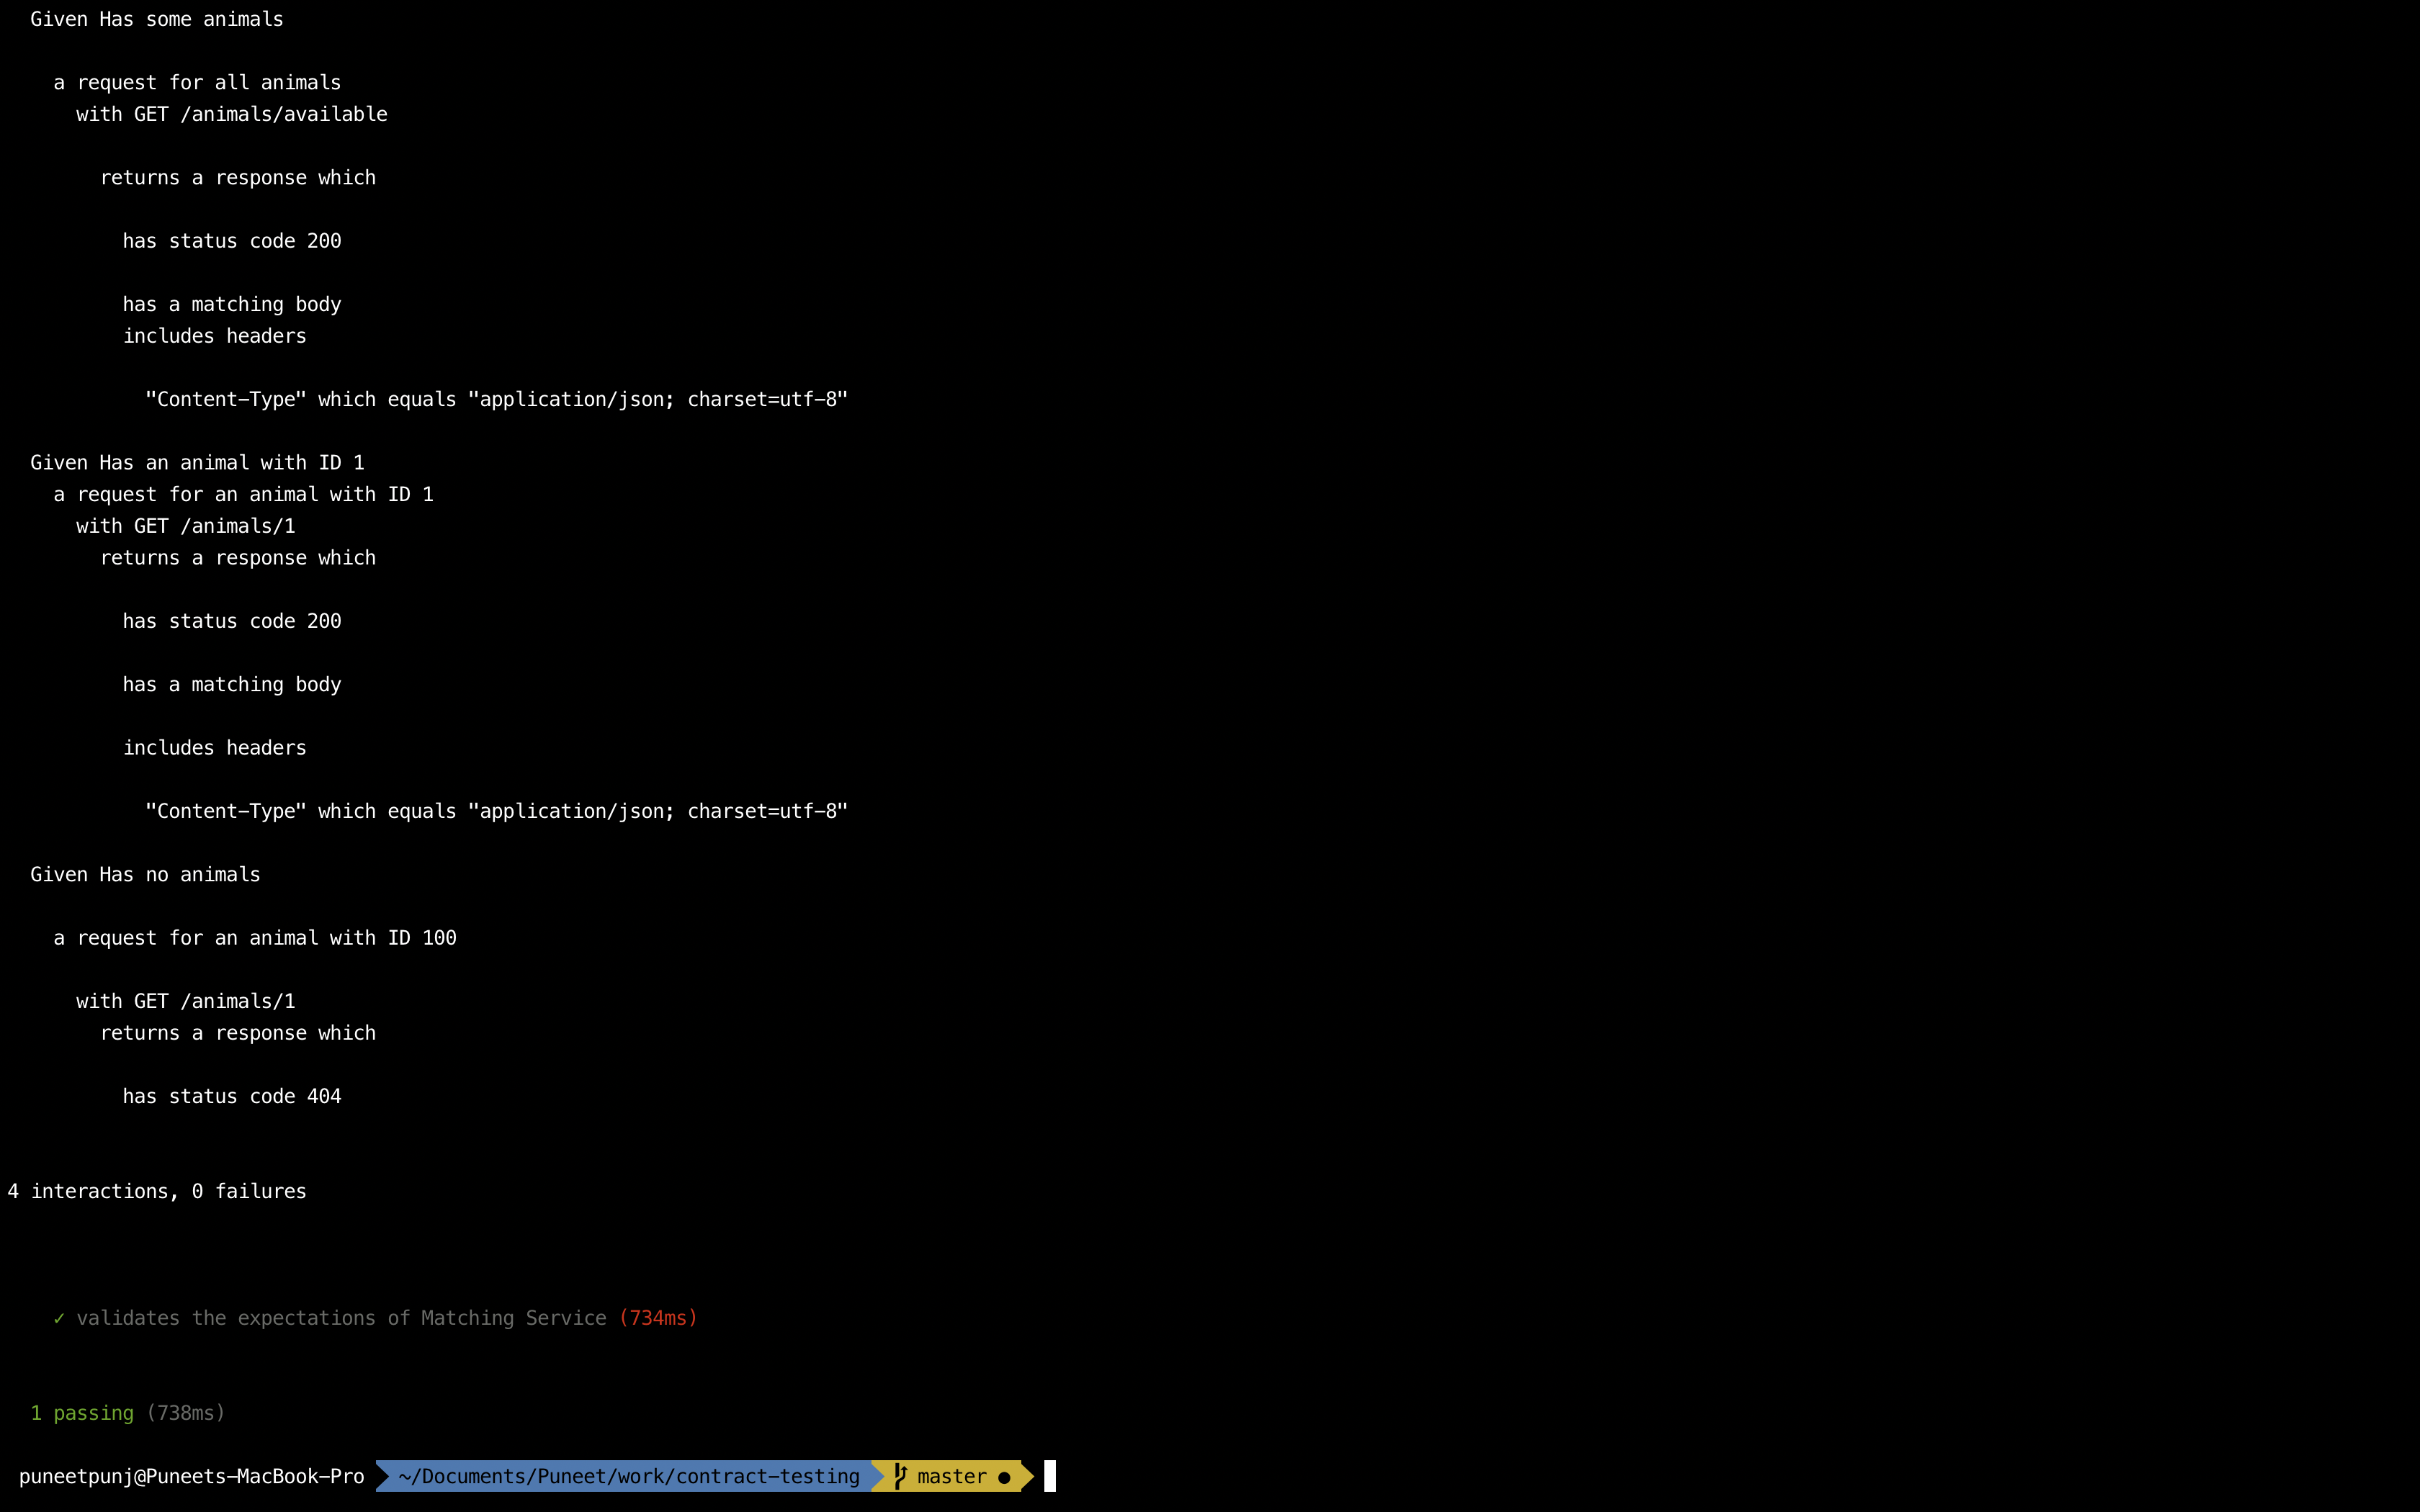 Given Has some animals
a request for all animals
with GET /animals/available
returns a response which
has status code 200
has a matching body
includes headers
"Content-Type" which equals "application/json; charset=utf-8"
Given Has an animal with ID 1
a request for an animal with ID 1
with GET /animals/1
returns a response which
has status code 200
has a matching body
includes headers
"Content-Type" which equals "application/json; charset=utf-8"
Given Has no animals
a request for an animal with ID 100
with GET /animals/1
returns a response which
has status code 404
4 interactions, 0 failures
✓ validates the expectations of Matching Service (734ms)
1 passing (738ms)
puneetpunj@Puneets-MacBook-Pro ~/Documents/Puneet/work/contract-testing master ●